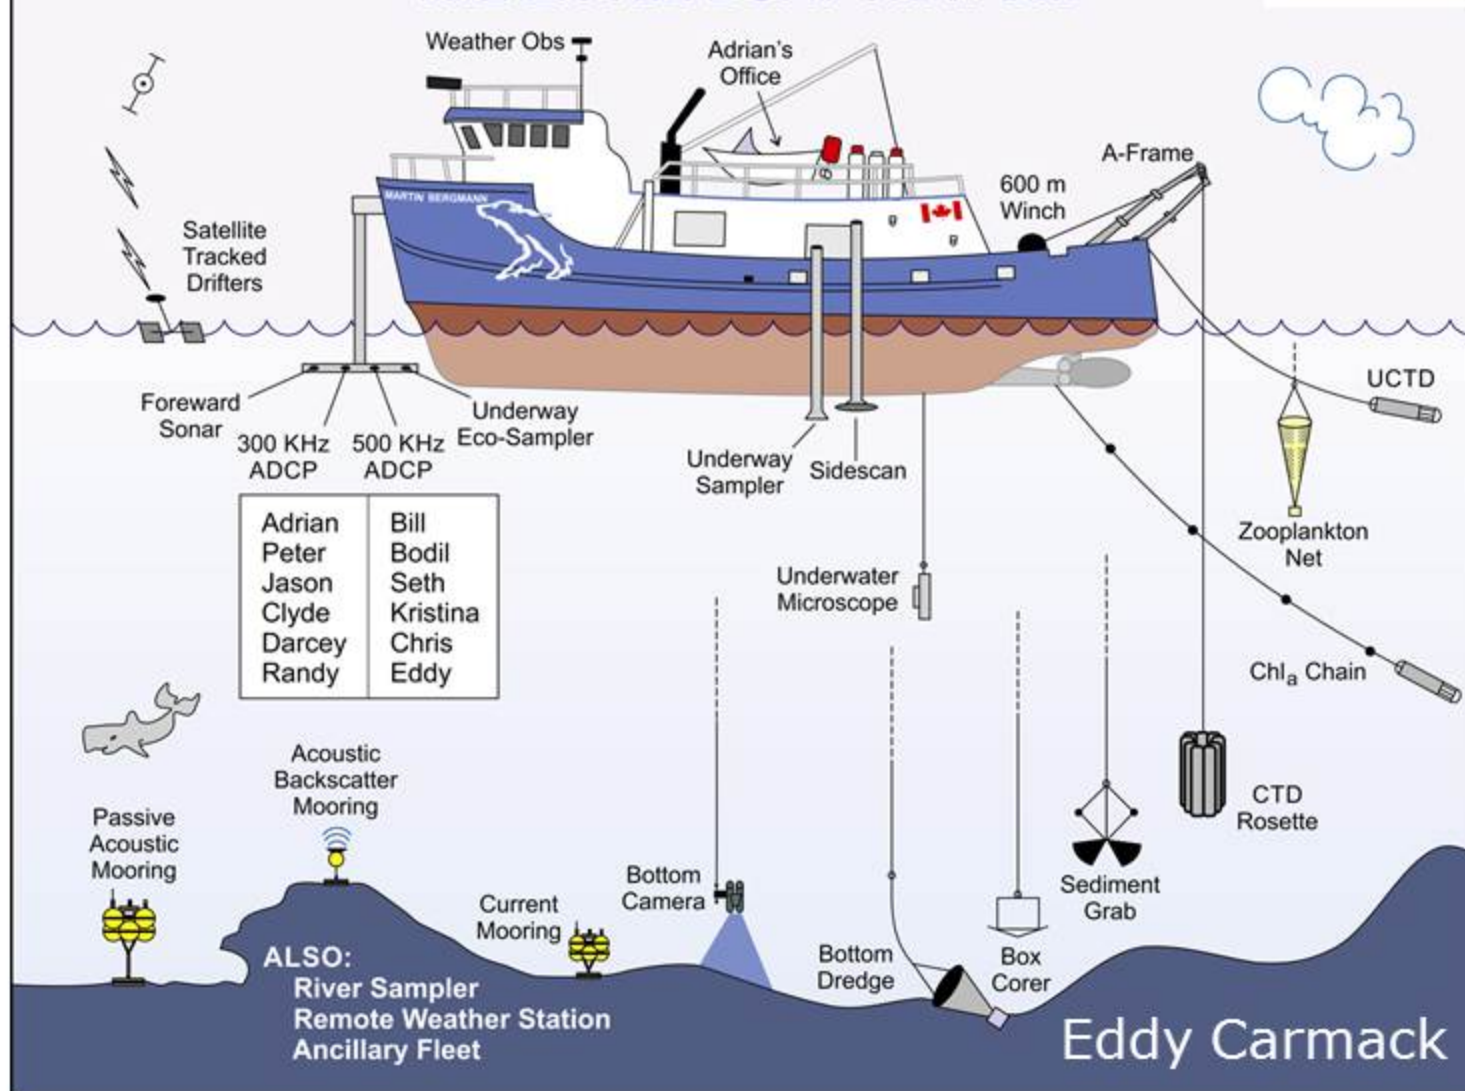 Weather Obs
Adrian's
Office
A-Frame
600 m
Winch
MARTIN BERGMANN
Satellite
Tracked
Drifters
UCTD
Foreward
Sonar
300 KHz
ADCP
500 KHz
ADCP
Underway
Eco-Sampler
Underway
Sampler
Sidescan
Zooplankton
Net
Adrian Bill
Peter Bodil
Jason Seth
Clyde Kristina
Darcey Chris
Randy Eddy
Underwater
Microscope
Chla Chain
Acoustic
Backscatter
Mooring
Passive
Acoustic
Mooring
CTD
Rosette
Bottom
Camera
Sediment
Grab
Current
Mooring
Bottom
Dredge
Box
Corer
ALSO:
River Sampler
Remote Weather Station
Ancillary Fleet
Eddy Carmack